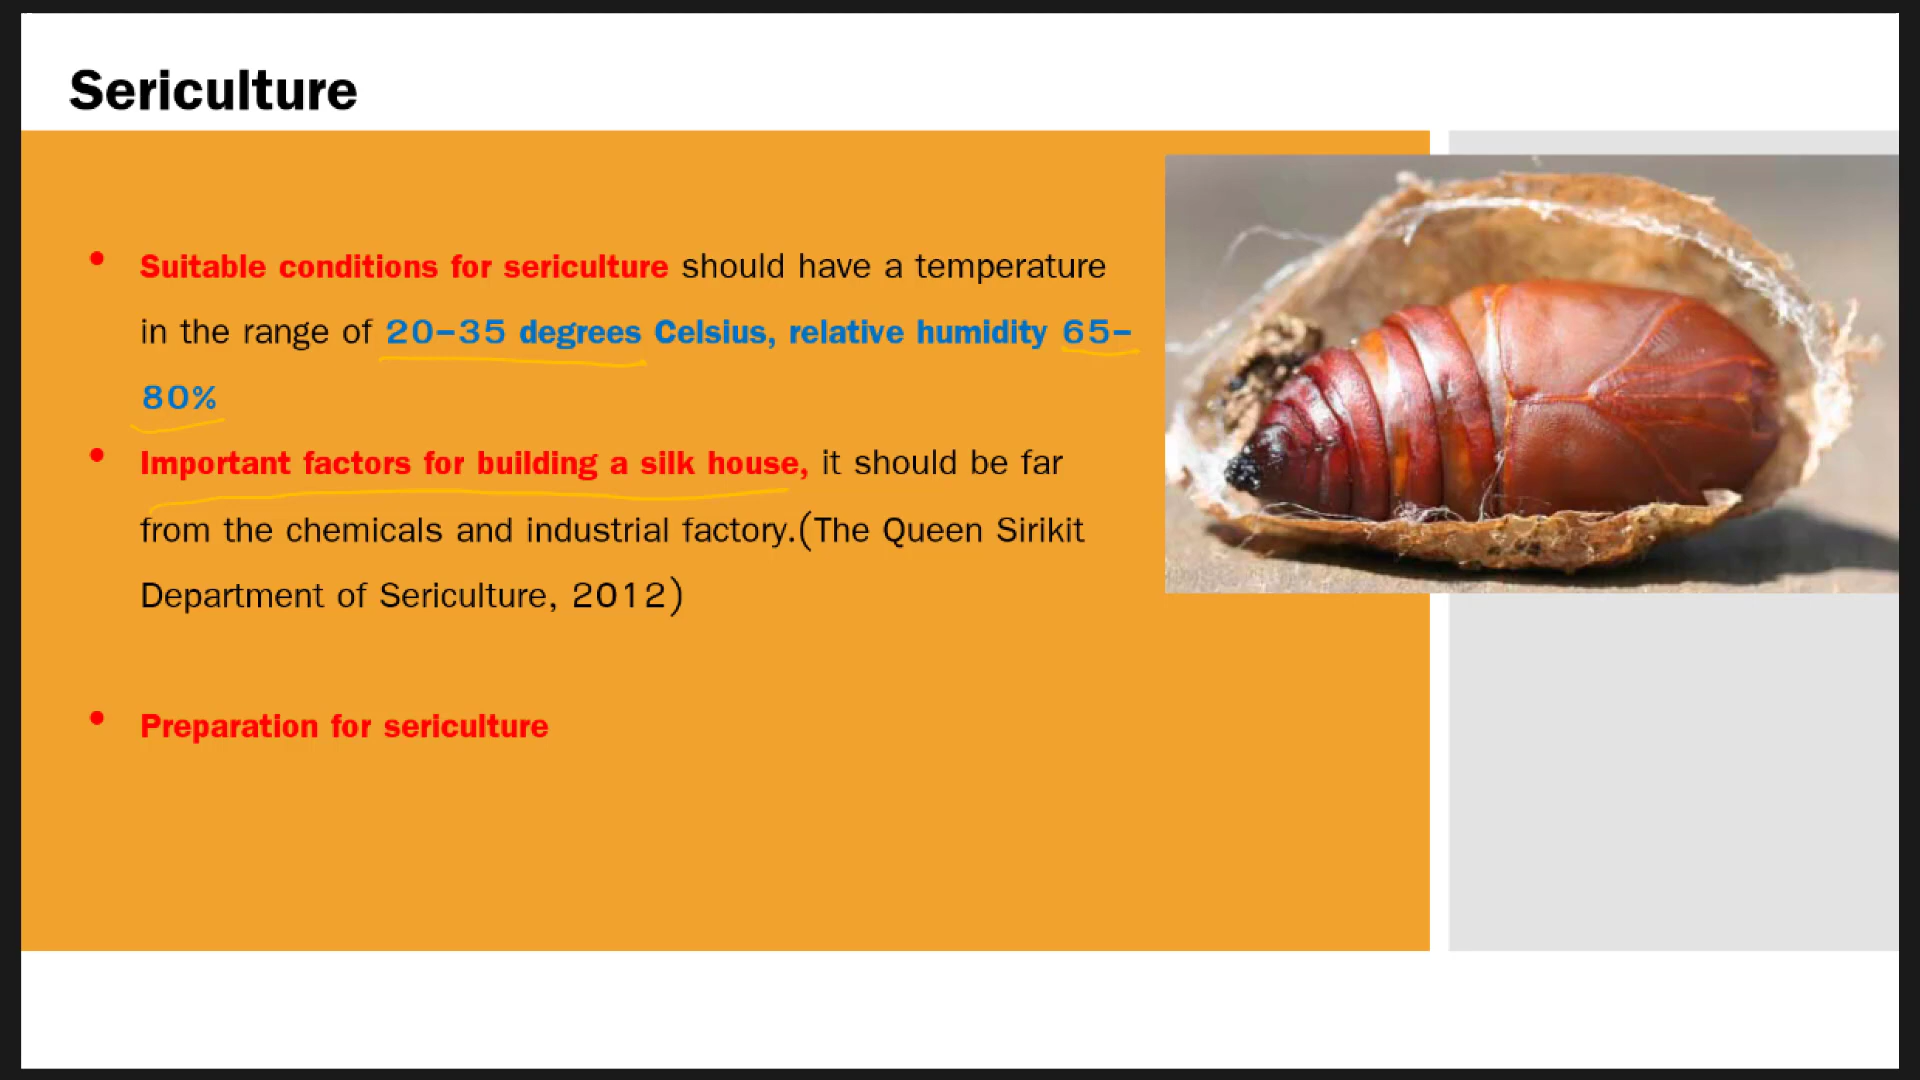 Sericulture
• Suitable conditions for sericulture should have a temperature
in the range of 20–35 degrees Celsius, relative humidity 65–
80%
• Important factors for building a silk house, it should be far
from the chemicals and industrial factory.(The Queen Sirikit
Department of Sericulture, 2012)
• Preparation for sericulture